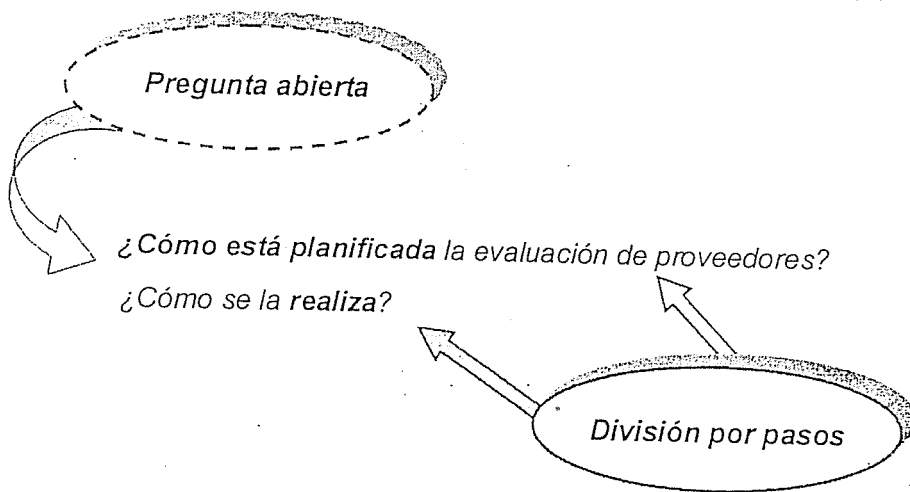 Pregunta abierta
¿Cómo está planificada la evaluación de proveedores?
¿Cómo se la realiza?
División por pasos